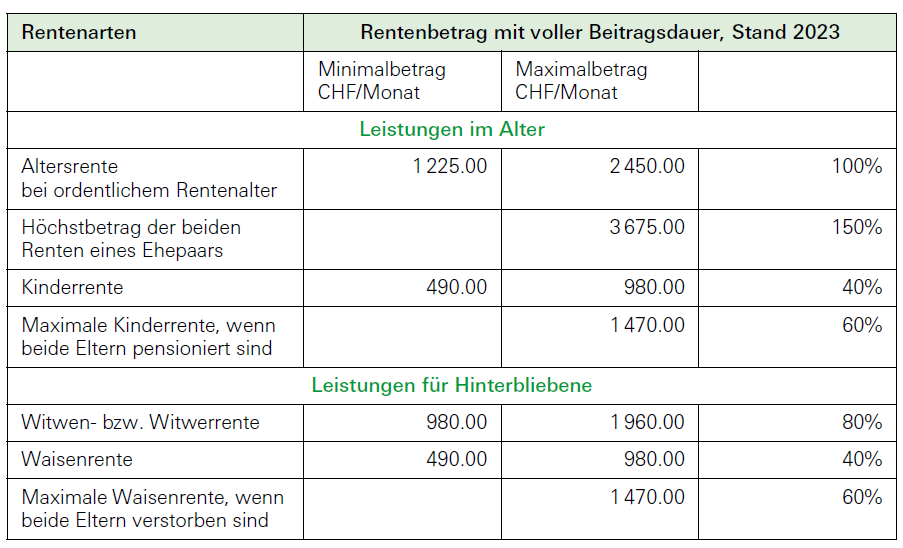 Rentenarten Rentenbetrag mit voller Beitragsdauer, Stand 2023
Minimalbetrag Maximalbetrag
CHF/Monat CHF/Monat
Leistungen im Alter
Altersrente 1 225.00 2 450.00 100%
bei ordentlichem Rentenalter
Höchstbetrag der beiden 3 675.00 150%
Renten eines Ehepaars
Kinderrente 490.00 980.00 40%
Maximale Kinderrente, wenn 1 470.00 60%
beide Eltern pensioniert sind
Leistungen für Hinterbliebene
Witwen- bzw. Witwerrente 980.00 1 960.00 80%
Waisenrente 490.00 980.00 40%
Maximale Waisenrente, wenn 1 470.00 60%
beide Eltern verstorben sind